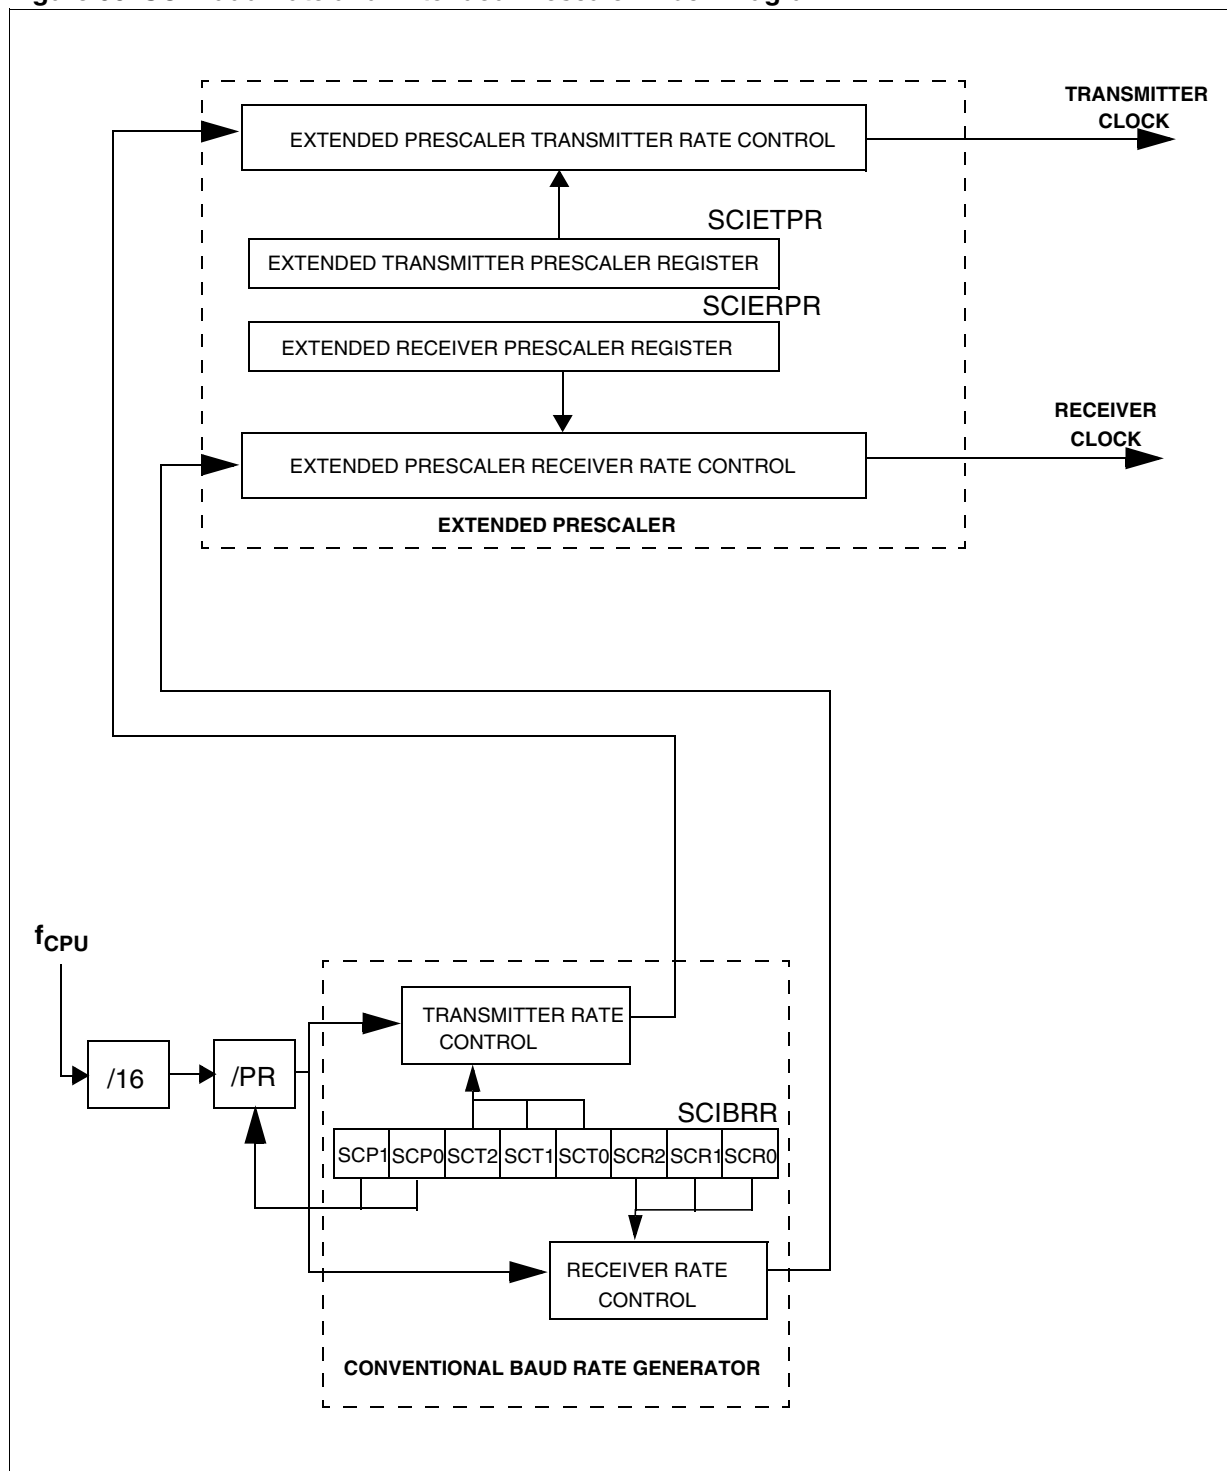 TRANSMITTER
CLOCK
EXTENDED PRESCALER TRANSMITTER RATE CONTROL
SCIETPR
EXTENDED TRANSMITTER PRESCALER REGISTER
SCIERPR
EXTENDED RECEIVER PRESCALER REGISTER
RECEIVER
CLOCK
EXTENDED PRESCALER RECEIVER RATE CONTROL
EXTENDED PRESCALER
fCPU
TRANSMITTER RATE
CONTROL
/16
/PR
SCIBRR
SCP1 SCP0 SCT2 SCT1 SCT0 SCR2 SCR1 SCR0
RECEIVER RATE
CONTROL
CONVENTIONAL BAUD RATE GENERATOR